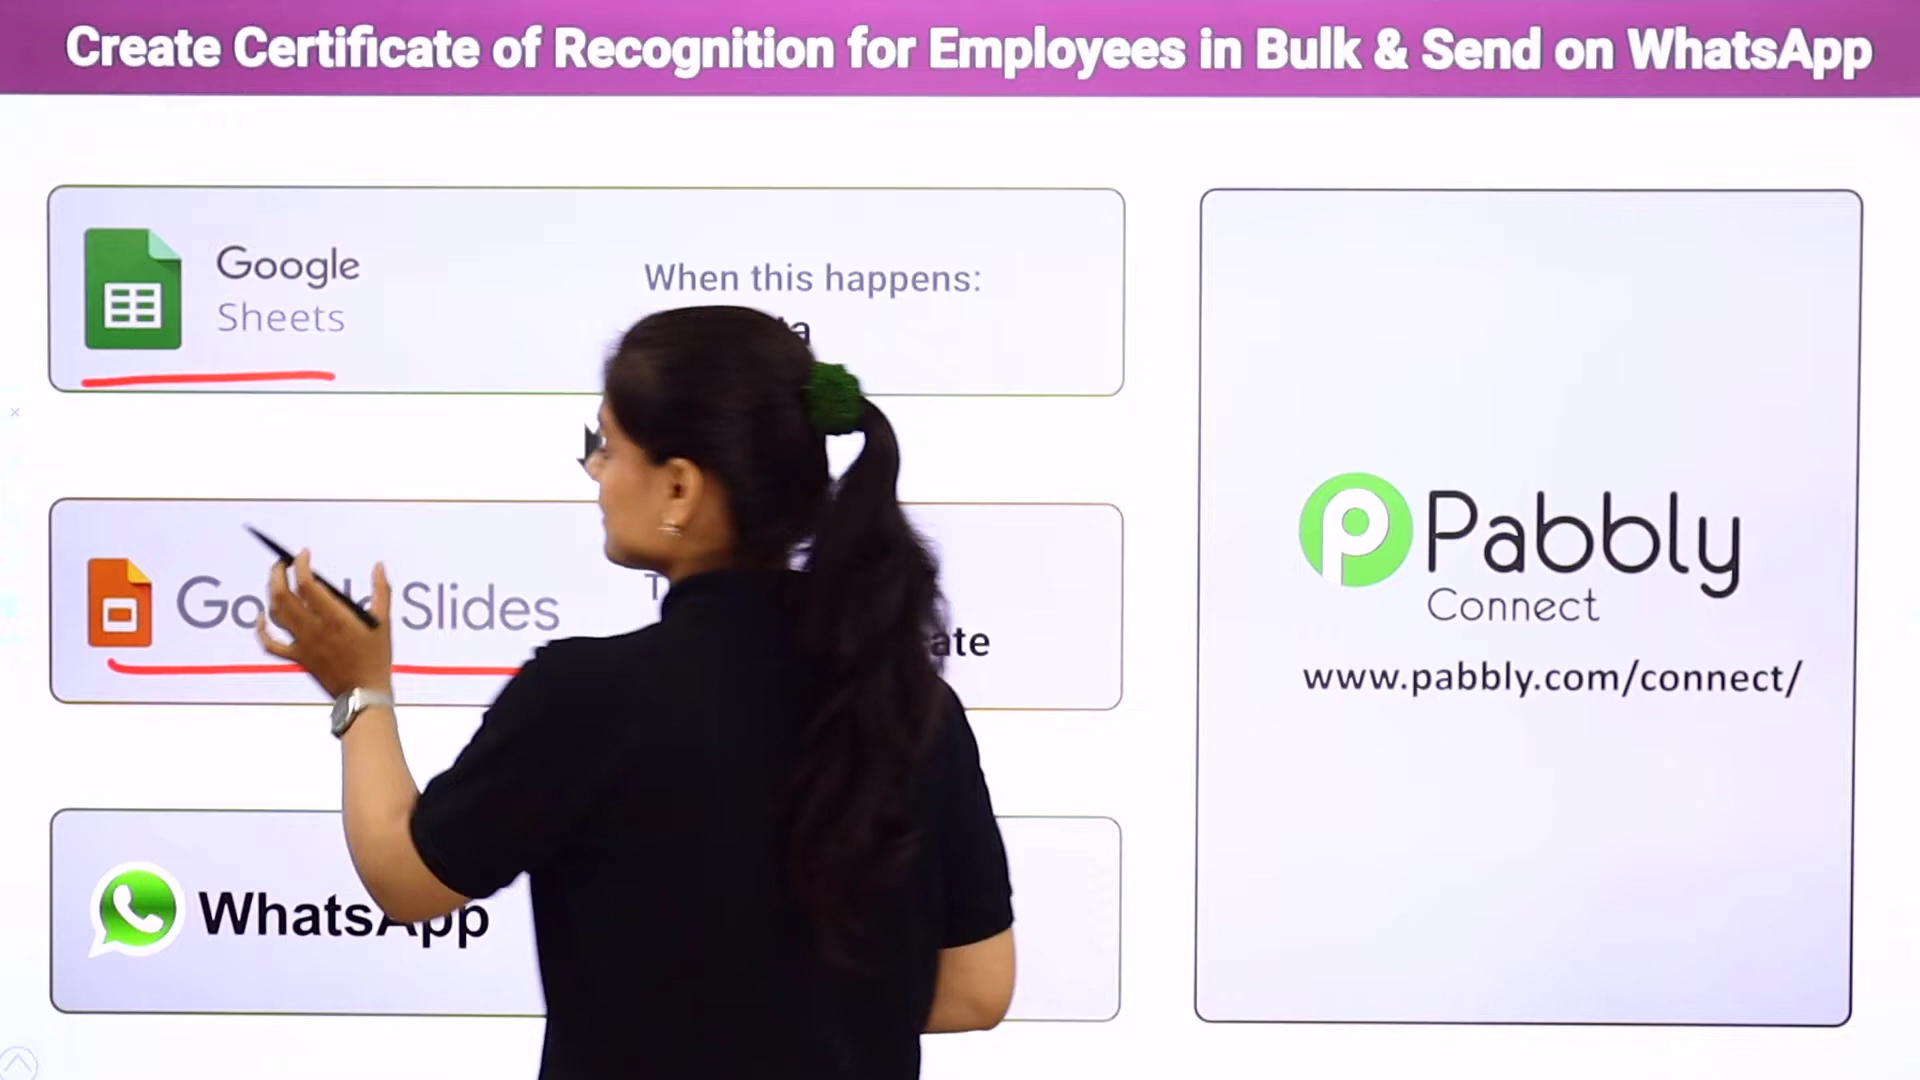 Create Certificate of Recognition for Employees in Bulk & Send on WhatsApp
Google
Sheets
When this happens:
Google Slides
WhatsApp
Pabbly
Connect
www.pabbly.com/connect/